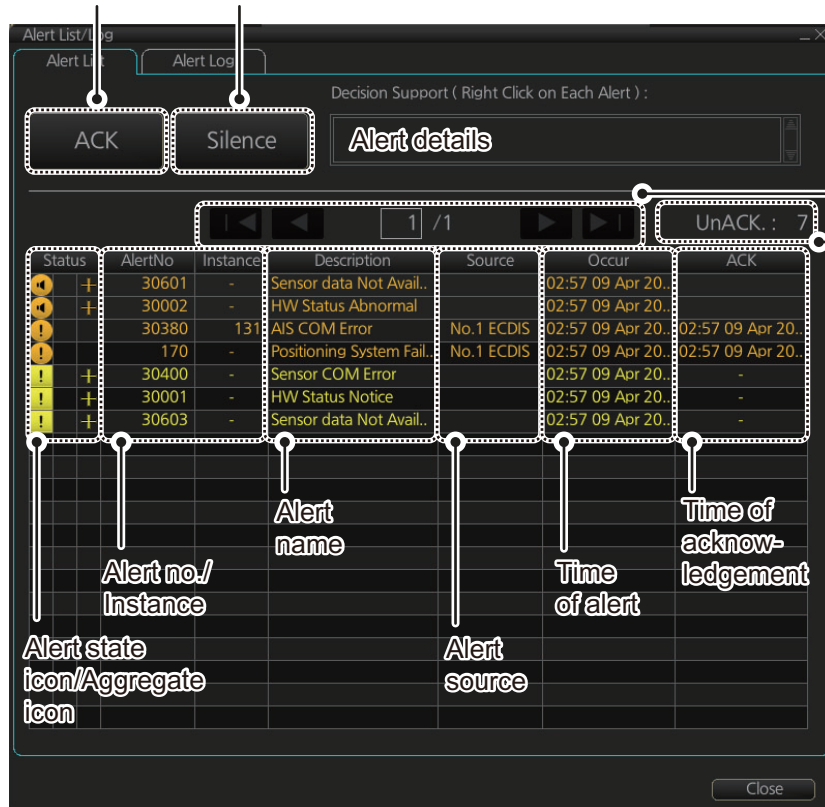 Alert List/Log
Alert List
Alert Log
Decision Support ( Right Click on Each Alert ) :
ACK
Silence
Alert details
1 /1
UnACK. : 7
Status AlertNo Instance Description Source Occur ACK
30601 - Sensor data Not Avail.. 02:57 09 Apr 20..
30002 - HW Status Abnormal 02:57 09 Apr 20..
30380 131 AIS COM Error No.1 ECDIS 02:57 09 Apr 20.. 02:57 09 Apr 20..
170 - Positioning System Fail.. No.1 ECDIS 02:57 09 Apr 20.. 02:57 09 Apr 20..
30400 - Sensor COM Error 02:57 09 Apr 20.. -
30001 - HW Status Notice 02:57 09 Apr 20.. -
30603 - Sensor data Not Avail.. 02:57 09 Apr 20.. -
Alert
name
Time of
acknow-
ledgement
Alert no./
Instance
Time
of alert
Alert state
icon/Aggregate
icon
Alert
source
Close